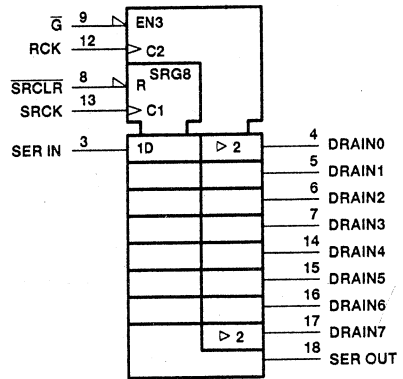 G 9 EN3
RCK 12 C2
SRG8
SRCLR 8 R
SRCK 13 C1
SER IN 3 1D 2 4 DRAIN0
5 DRAIN1
6 DRAIN2
7 DRAIN3
14 DRAIN4
15 DRAIN5
16 DRAIN6
2 17 DRAIN7
18 SER OUT